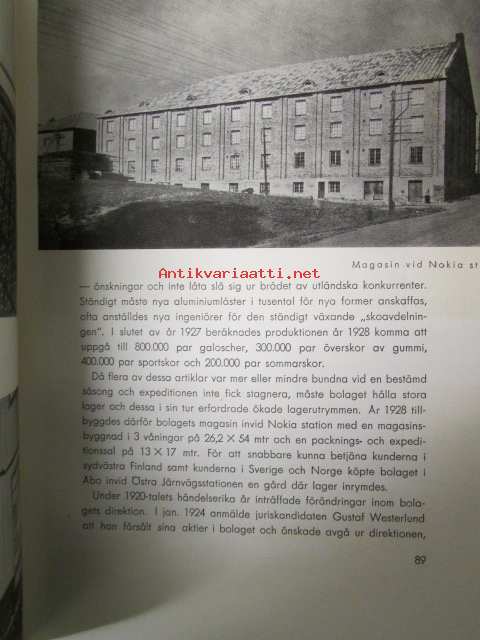 Magasin vid Nokia st
Antikvariaatti.net
— önskningar och inte låta slå sig ur brädet av utländska konkurrenter.
Ständigt måste nya aluminiumläster i tusental för nya former anskaffas,
ofta anställdes nya ingeniörer för den ständigt växande „skoavdelnin-
gen". I slutet av år 1927 beräknades produktionen år 1928 komma att
uppgå till 800.000 par galoscher, 300.000 par överskor av gummi,
400.000 par sportskor och 200.000 par sommarskor.
Då flera av dessa artiklar var mer eller mindre bundna vid en bestämd
säsong och expeditionen inte fick stagnera, måste bolaget hålla stora
lager och dessa i sin tur erfordrade ökade lagerutrymmen. År 1928 till-
byggdes därför bolagets magasin invid Nokia station med en magasins-
byggnad i 3 våningar på 26,2 × 54 mtr och en packnings- och expedi-
tionssal på 13 × 17 mtr. För att snabbare kunna betjäna kunderna i
sydvästra Finland samt kunderna i Sverige och Norge köpte bolaget i
Åbo invid Östra Järnvägsstationen en gård där lager inrymdes.
Under 1920-talets händelserika år inträffade förändringar inom bola-
gets direktion. I jan. 1924 anmälde juriskandidaten Gustaf Westerlund
att han försålt sina aktier i bolaget och önskade avgå ur direktionen,
89